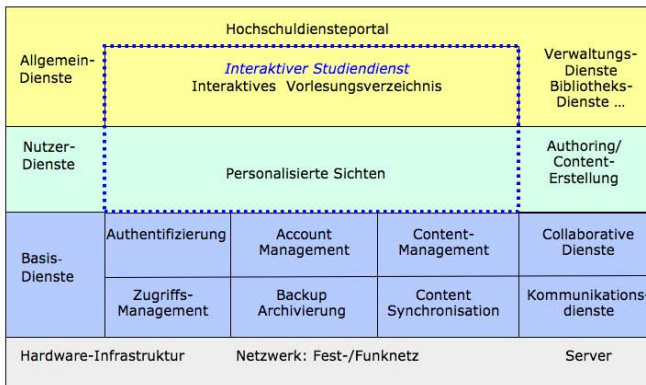 Hochschuldiensteportal
Allgemein-
Dienste
Interaktiver Studiendienst
Interaktives Vorlesungsverzeichnis
Verwaltungs-
Dienste
Bibliotheks-
Dienste ...
Nutzer-
Dienste
Personalisierte Sichten
Authoring/
Content-
Erstellung
Basis-
Dienste
Authentifizierung
Account
Management
Content-
Management
Collaborative
Dienste
Zugriffs-
Management
Backup
Archivierung
Content
Synchronisation
Kommunikations-
dienste
Hardware-Infrastruktur
Netzwerk: Fest-/Funknetz
Server